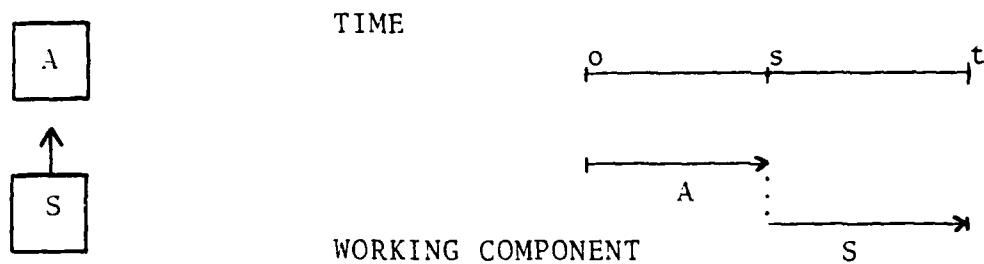 TIME
A
o s t
S
A
WORKING COMPONENT S